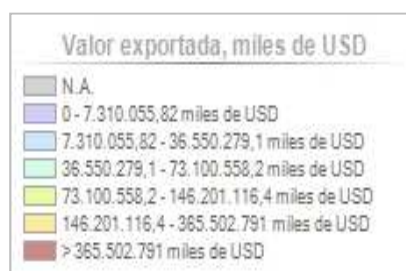 Valor exportada, miles de USD
N.A.
0 - 7.310.055,82 miles de USD
7.310.055,82 - 36.550.279,1 miles de USD
36.550.279,1 - 73.100.558,2 miles de USD
73.100.558,2 - 146.201.116,4 miles de USD
146.201.116,4 - 365.502.791 miles de USD
> 365.502.791 miles de USD